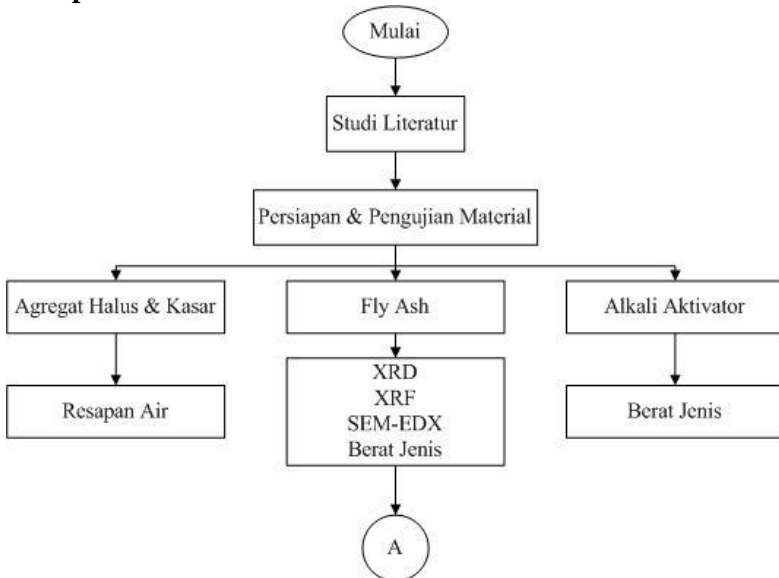 Mulai
Studi Literatur
Persiapan & Pengujian Material
Agregat Halus & Kasar
Fly Ash
Alkali Aktivator
Resapan Air
XRD
XRF
SEM-EDX
Berat Jenis
Berat Jenis
A